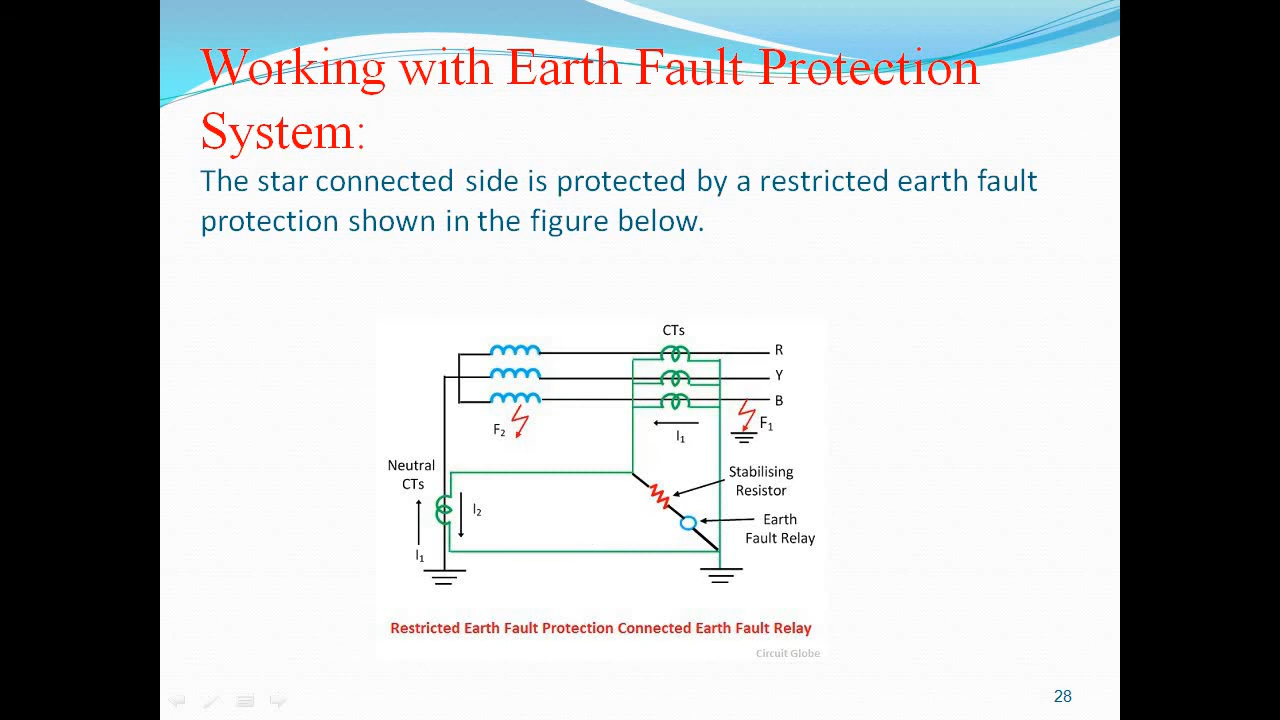 Working with Earth Fault Protection
System:
The star connected side is protected by a restricted earth fault
protection shown in the figure below.
CTs
R
Y
B
F₂
F₁
I₁
Neutral
CTs
I₂
I₁
Stabilising
Resistor
Earth
Fault Relay
Restricted Earth Fault Protection Connected Earth Fault Relay
Circuit Globe
28